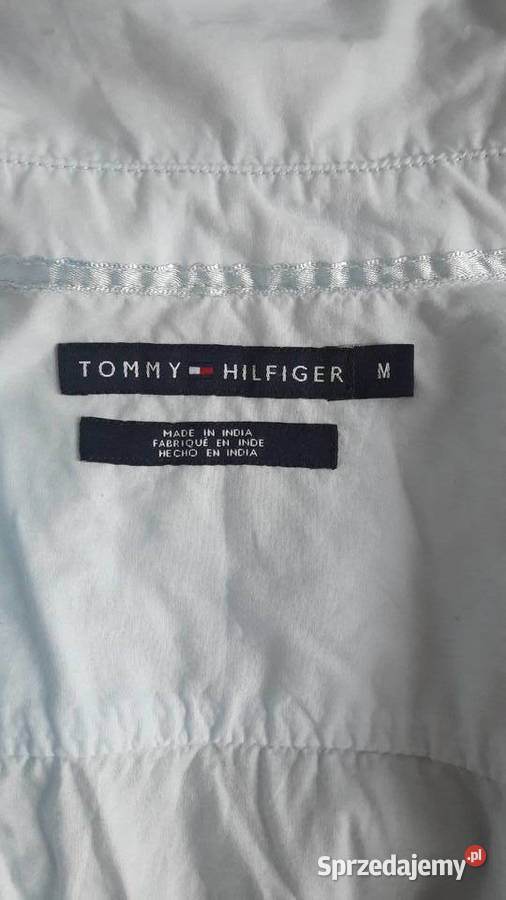 TOMMY HILFIGER M
MADE IN INDIA
FABRIQUÉ EN INDE
HECHO EN INDIA
Sprzedajemy.pl